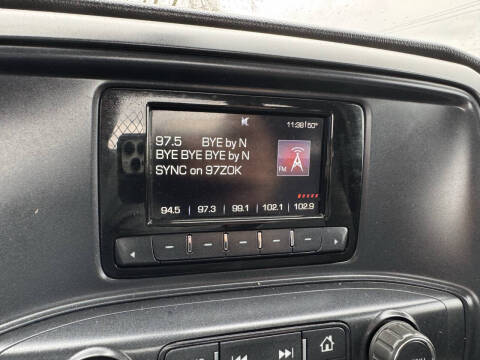 11:38 | 50°
97.5 BYE by N
BYE BYE BYE by N
SYNC on 97ZOK
FM
94.5 | 97.3 | 99.1 | 102.1 | 102.9